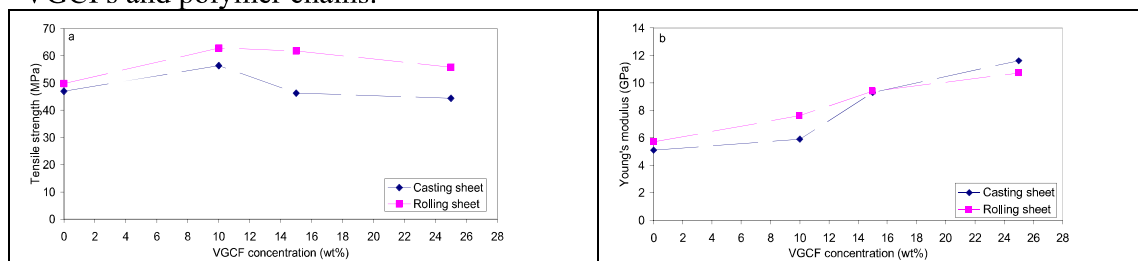 VGCFs and polymer chains.
a
70
60
50
40
30
20
10
0
Tensile strength (MPa)
0 2 4 6 8 10 12 14 16 18 20 22 24 26 28
VGCF concentration (wt%)
Casting sheet
Rolling sheet
b
14
12
10
8
6
4
2
0
Young's modulus (GPa)
0 2 4 6 8 10 12 14 16 18 20 22 24 26 28
VGCF concentration (wt%)
Casting sheet
Rolling sheet